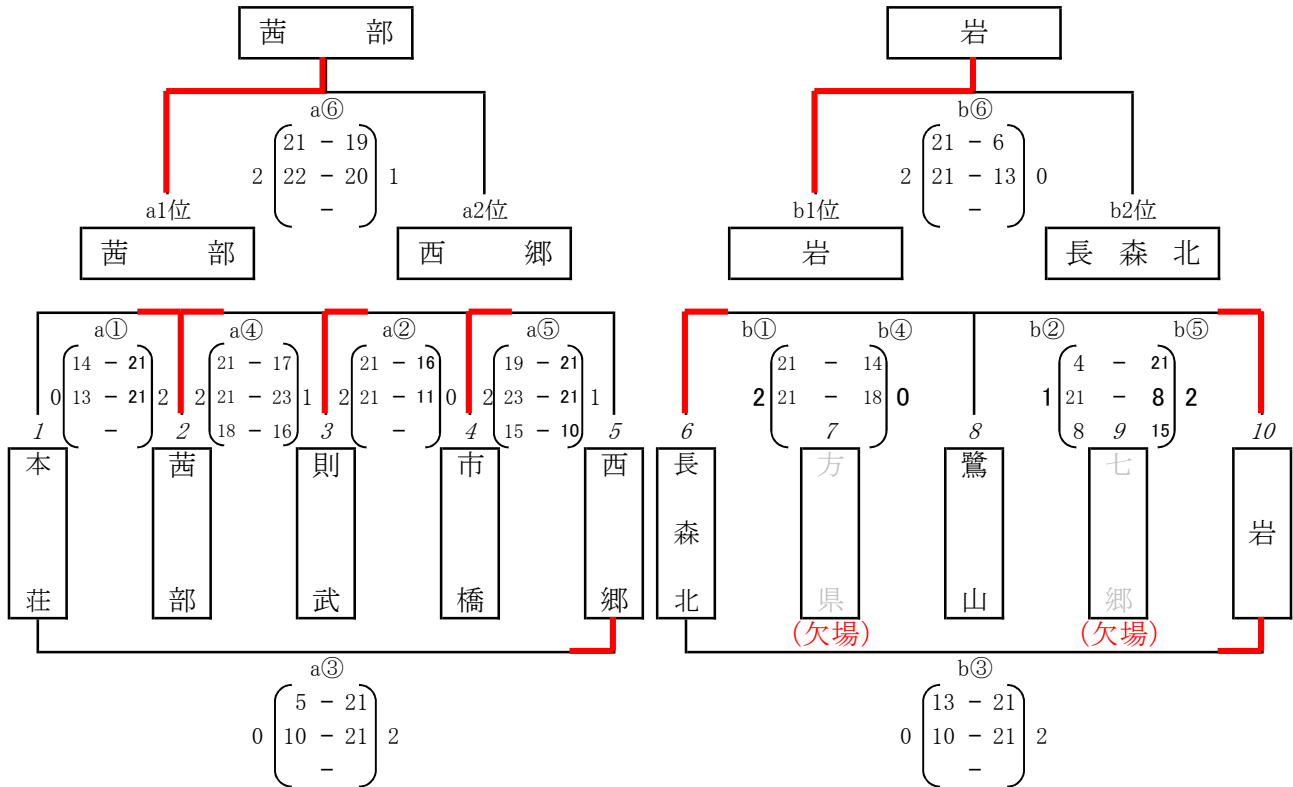 茜 部
岩
a⑥
21 - 19
2 22 - 20 1
-
b⑥
21 - 6
2 21 - 13 0
-
a1位
a2位
b1位
b2位
茜 部
西 郷
岩
長 森 北
a①
14 - 21
0 13 - 21 2
-
a④
21 - 17
2 21 - 23 1
18 - 16
a②
21 - 16
2 21 - 11 0
-
a⑤
19 - 21
2 23 - 21 1
15 - 10
b① b④
21 - 14
2 21 - 18 0
b② b⑤
4 - 21
1 21 - 8 2
8 15
1 2 3 4 5 6 7 8 9 10
本荘
茜部
則武
市橋
西郷
長森北
方県
鷺山
七郷
岩
(欠場)
(欠場)
a③
5 - 21
0 10 - 21 2
-
b③
13 - 21
0 10 - 21 2
-